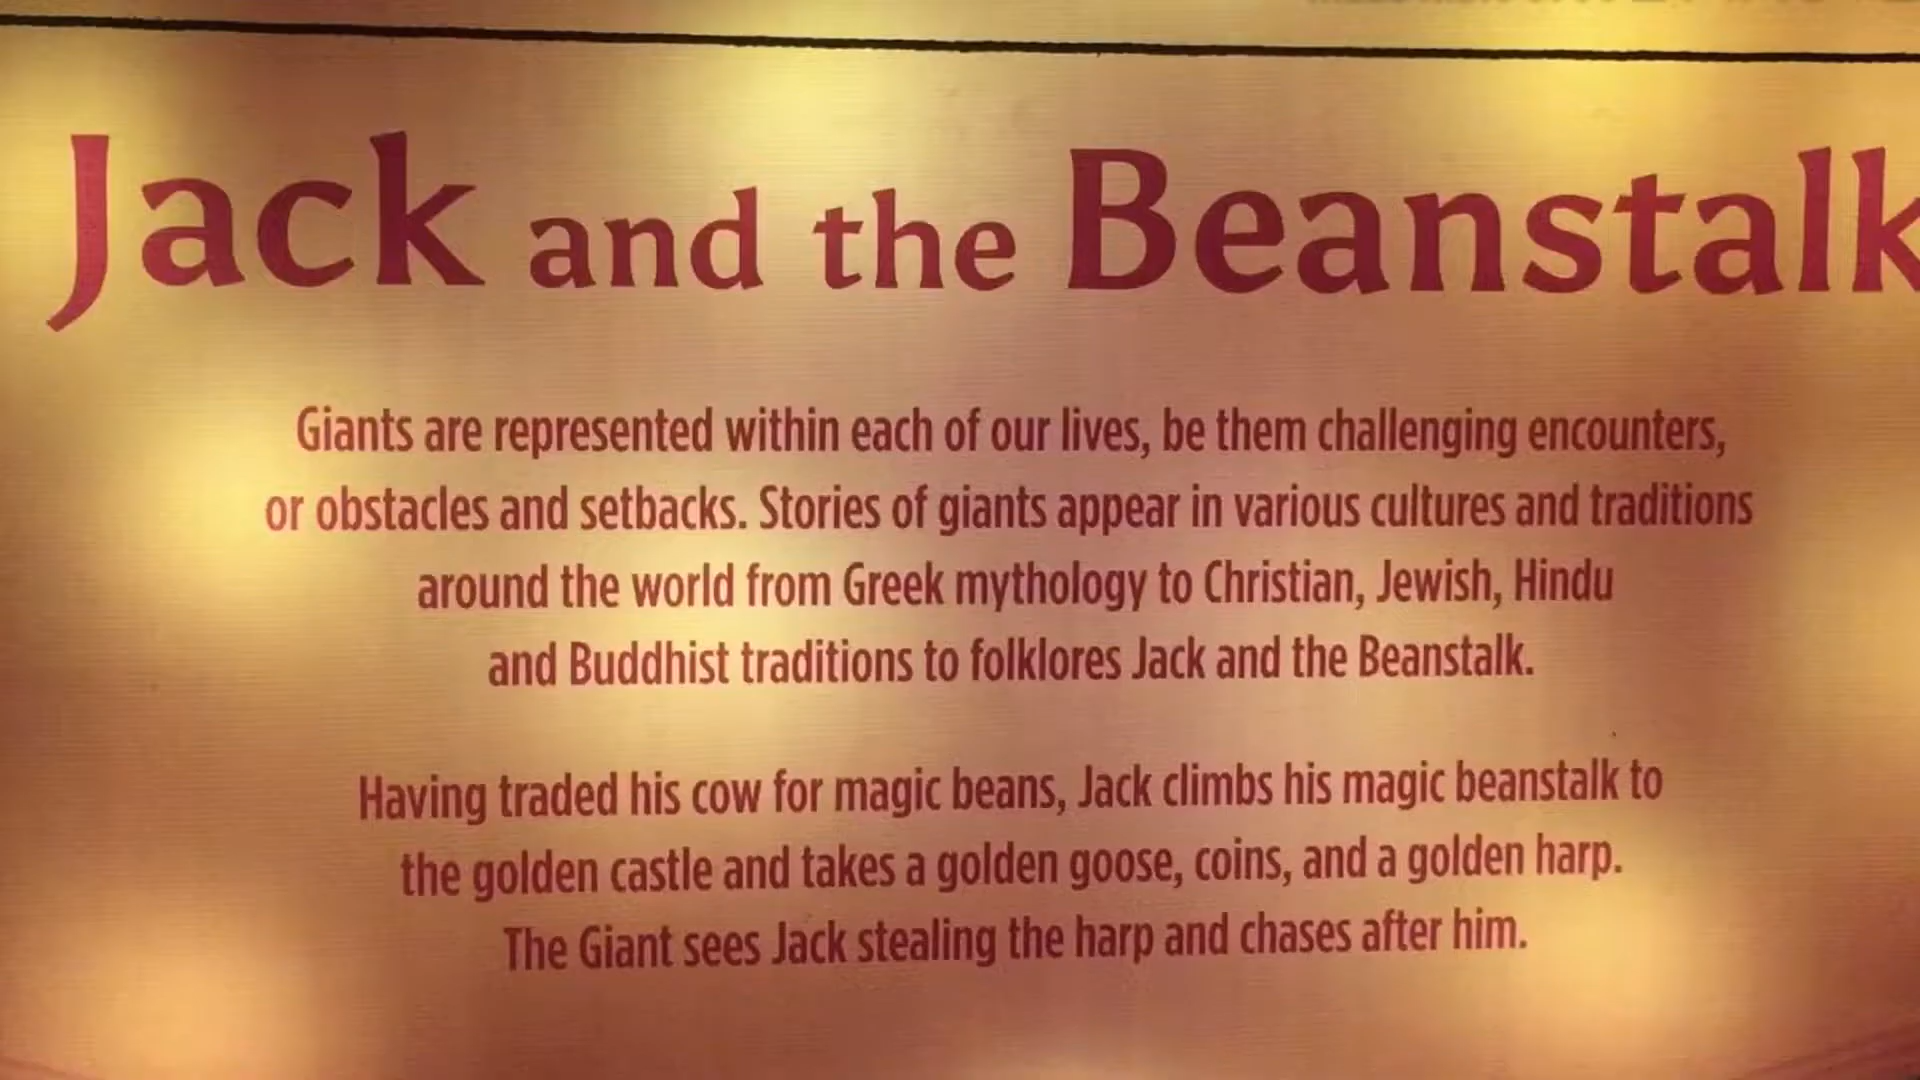 Jack and the Beanstalk
Giants are represented within each of our lives, be them challenging encounters,
or obstacles and setbacks. Stories of giants appear in various cultures and traditions
around the world from Greek mythology to Christian, Jewish, Hindu
and Buddhist traditions to folklores Jack and the Beanstalk.
Having traded his cow for magic beans, Jack climbs his magic beanstalk to
the golden castle and takes a golden goose, coins, and a golden harp.
The Giant sees Jack stealing the harp and chases after him.